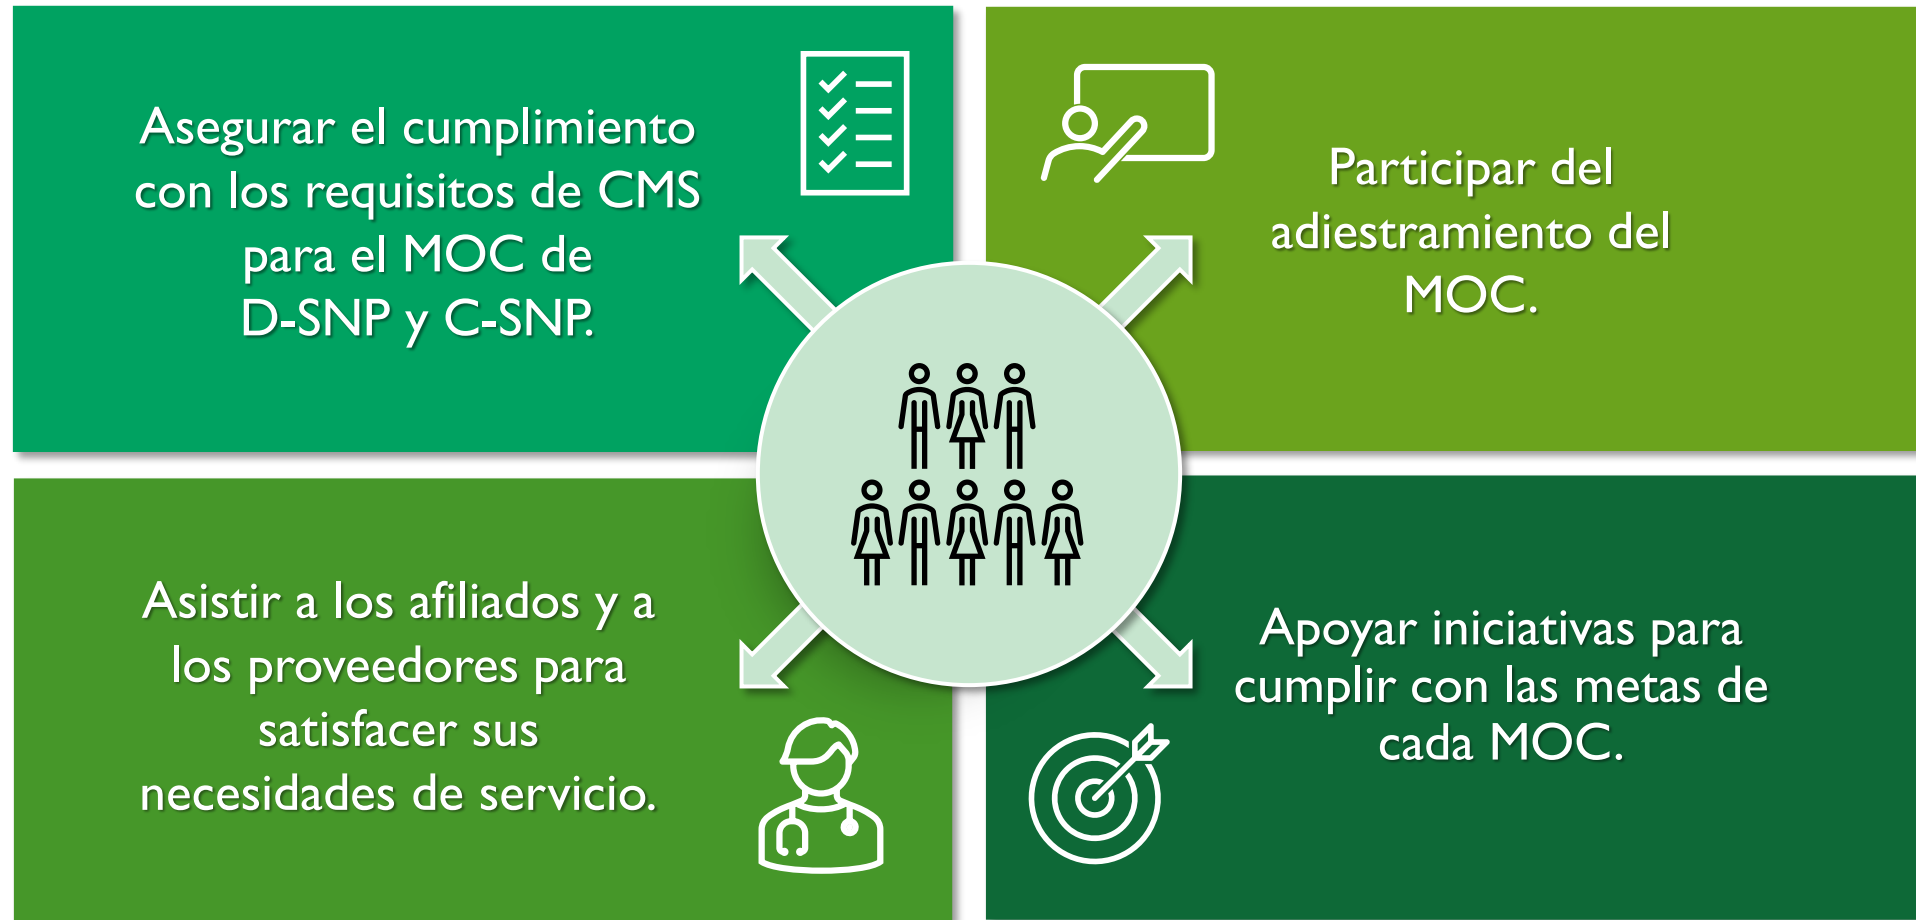 Asegurar el cumplimiento
con los requisitos de CMS
para el MOC de
D-SNP y C-SNP.
Participar del
adiestramiento del
MOC.
Asistir a los afiliados y a
los proveedores para
satisfacer sus
necesidades de servicio.
Apoyar iniciativas para
cumplir con las metas de
cada MOC.